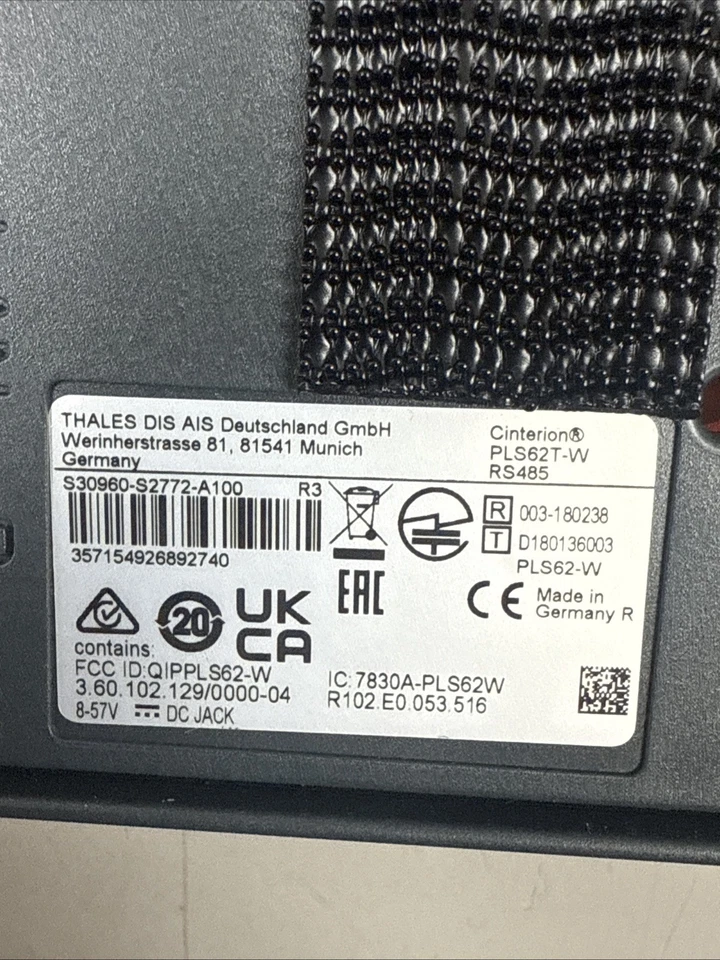 THALES DIS AIS Deutschland GmbH
Werinherstrasse 81, 81541 Munich
Germany
Cinterion®
PLS62T-W
RS485
S30960-S2772-A100 R3
357154926892740
R 003-180238
T D180136003
PLS62-W
EAC
CE
Made in
Germany R
20
UK
CA
contains:
FCC ID:QIPPLS62-W
3.60.102.129/0000-04
8-57V DC JACK
IC:7830A-PLS62W
R102.E0.053.516